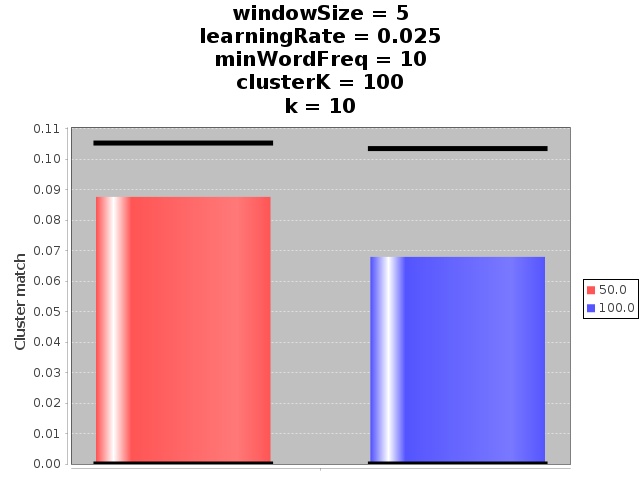 windowSize = 5
learningRate = 0.025
minWordFreq = 10
clusterK = 100
k = 10
0.11
0.10
0.09
0.08
0.07
0.06
0.05
0.04
0.03
0.02
0.01
0.00
Cluster match
50.0
100.0